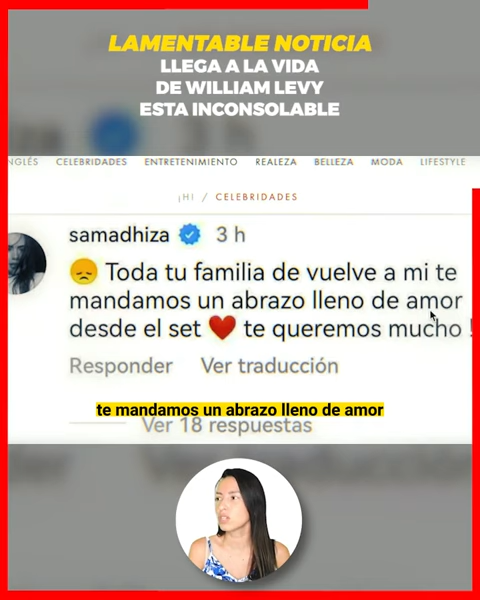 LAMENTABLE NOTICIA
LLEGA A LA VIDA
DE WILLIAM LEVY
ESTA INCONSOLABLE
3 h
NGLÉS CELEBRIDADES ENTRETENIMIENTO REALEZA BELLEZA MODA LIFESTYLE
¡H! / CELEBRIDADES
samadhiza 3 h
😞 Toda tu familia de vuelve a mi te
mandamos un abrazo lleno de amor
desde el set ❤️ te queremos mucho !
Responder Ver traducción
te mandamos un abrazo lleno de amor
Ver 18 respuestas